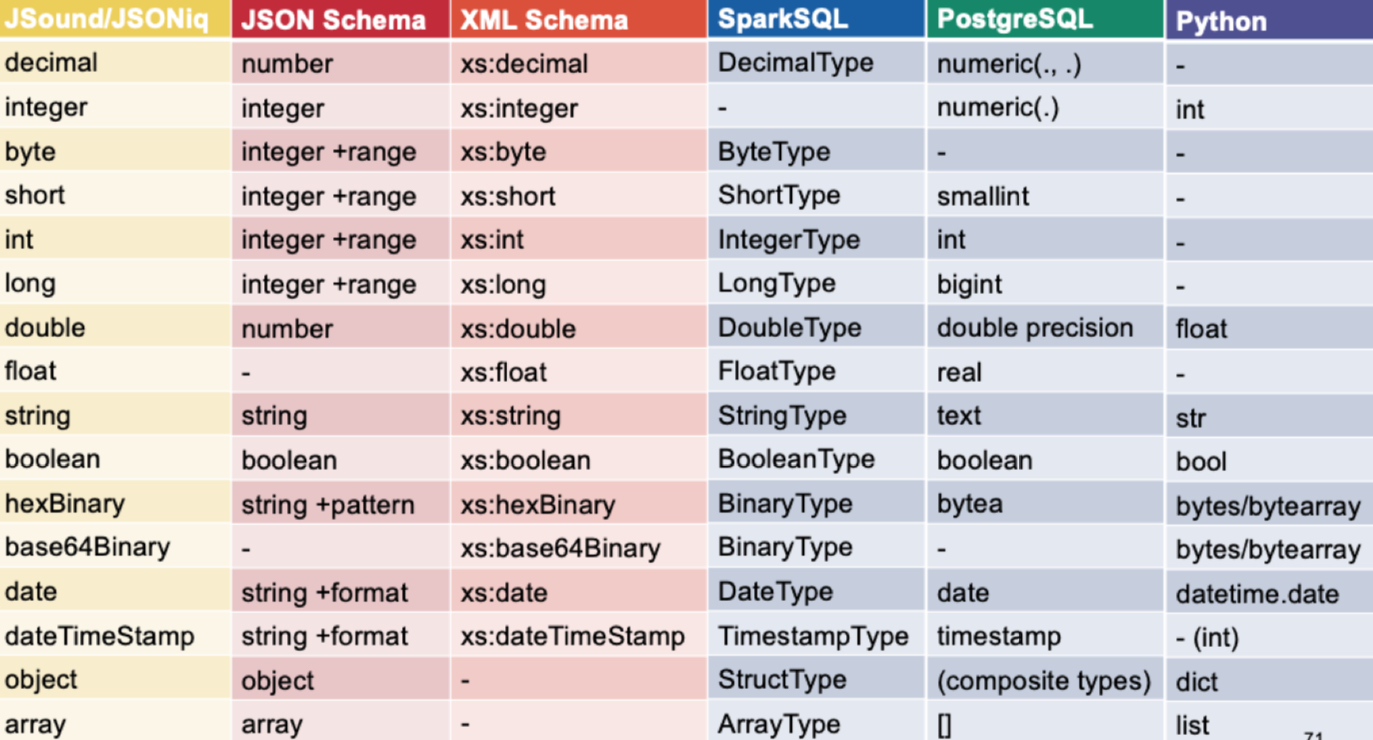 JSound/JSONiq JSON Schema XML Schema SparkSQL PostgreSQL Python
decimal number xs:decimal DecimalType numeric(., .) -
integer integer xs:integer - numeric(.) int
byte integer +range xs:byte ByteType - -
short integer +range xs:short ShortType smallint -
int integer +range xs:int IntegerType int -
long integer +range xs:long LongType bigint -
double number xs:double DoubleType double precision float
float - xs:float FloatType real -
string string xs:string StringType text str
boolean boolean xs:boolean BooleanType boolean bool
hexBinary string +pattern xs:hexBinary BinaryType bytea bytes/bytearray
base64Binary - xs:base64Binary BinaryType - bytes/bytearray
date string +format xs:date DateType date datetime.date
dateTimeStamp string +format xs:dateTimeStamp TimestampType timestamp - (int)
object object - StructType (composite types) dict
array array - ArrayType [] list
71